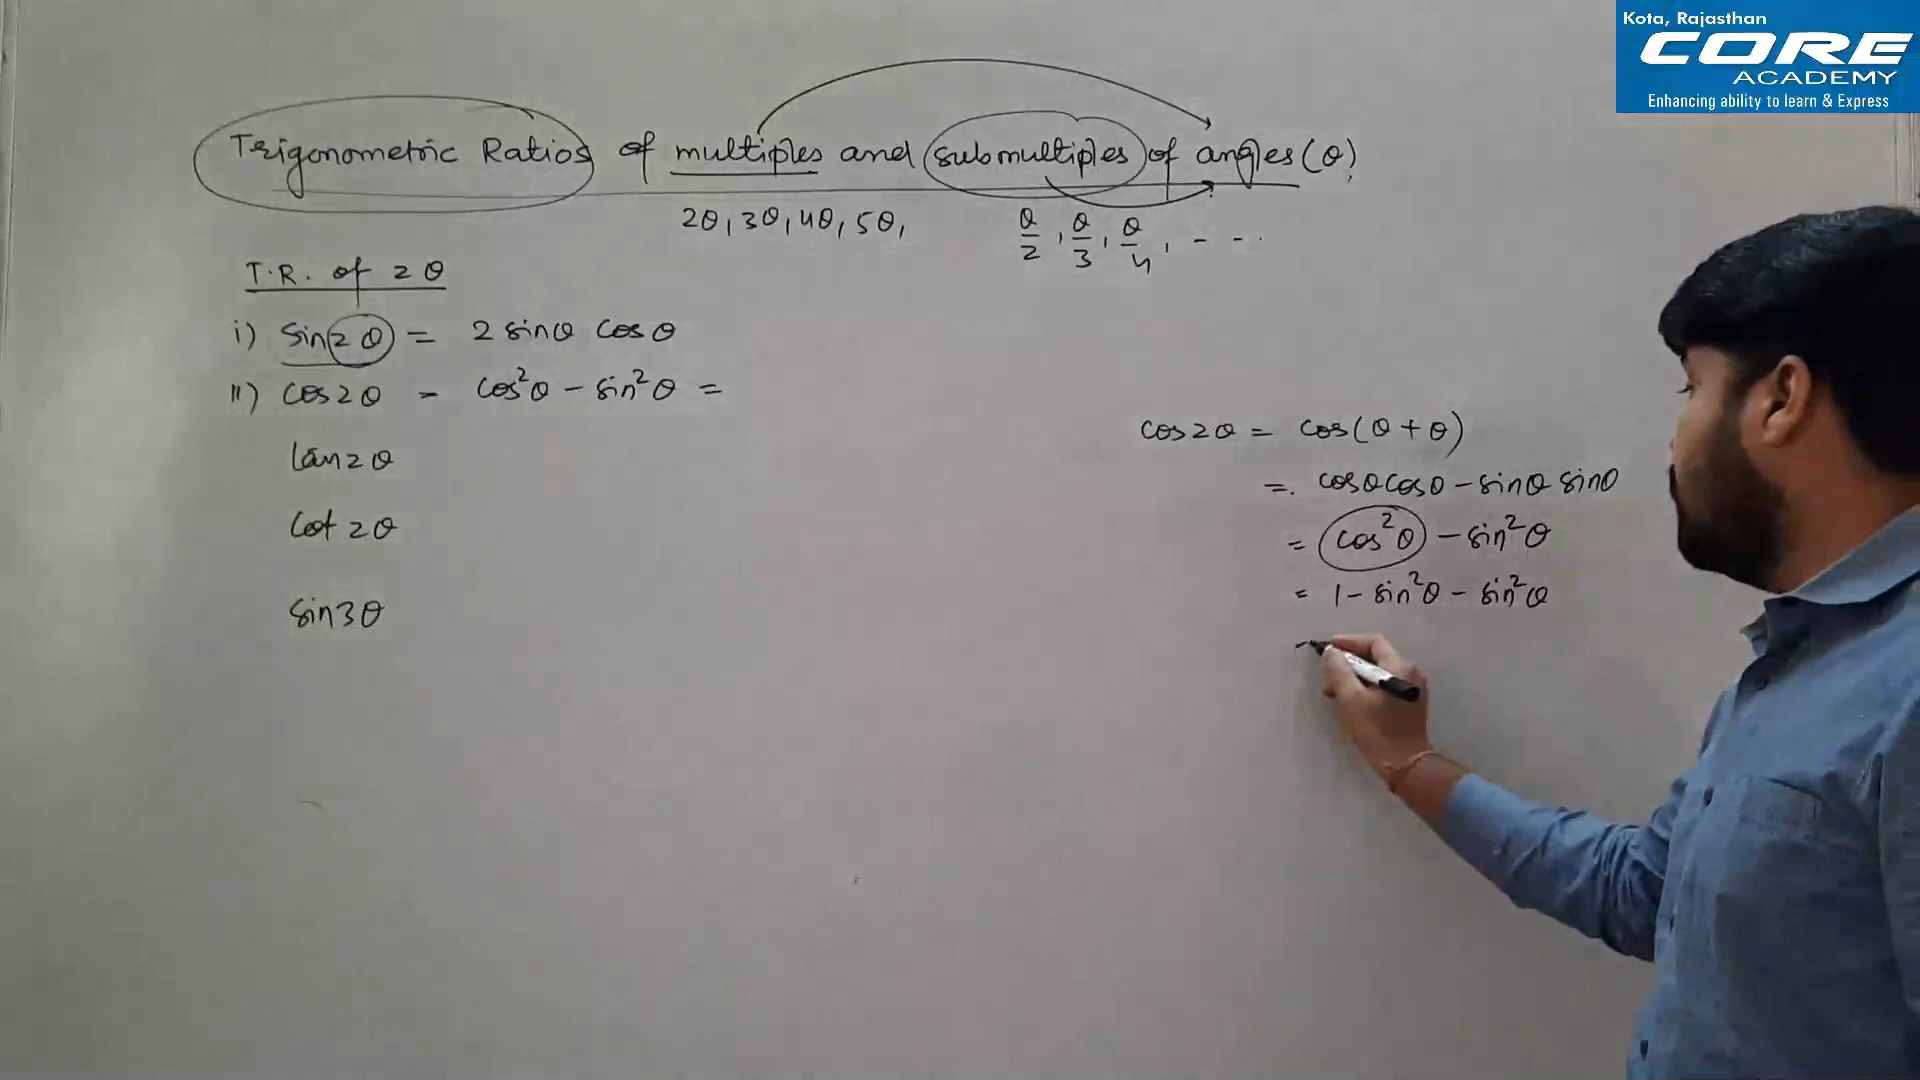 Kota, Rajasthan
CORE
ACADEMY
Enhancing ability to learn & Express
Trigonometric Ratios of multiples and submultiples of angles (θ)
2θ, 3θ, 4θ, 5θ,
θ/2, θ/3, θ/4, - - ..
T.R. of 2θ
i) sin2θ = 2 sinθ cosθ
ii) cos2θ = cos²θ - sin²θ =
tan2θ
cot 2θ
sin3θ
cos2θ = cos(θ+θ)
= cosθcosθ - sinθ sinθ
= cos²θ - sin²θ
= 1 - sin²θ - sin²θ